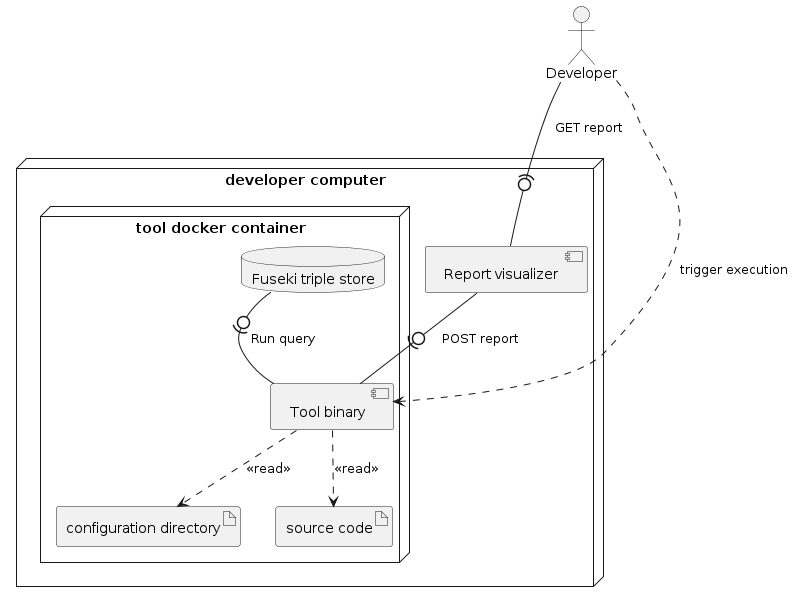 Developer
GET report
developer computer
tool docker container
Fuseki triple store
Report visualizer
trigger execution
Run query
POST report
Tool binary
«read»
«read»
configuration directory
source code